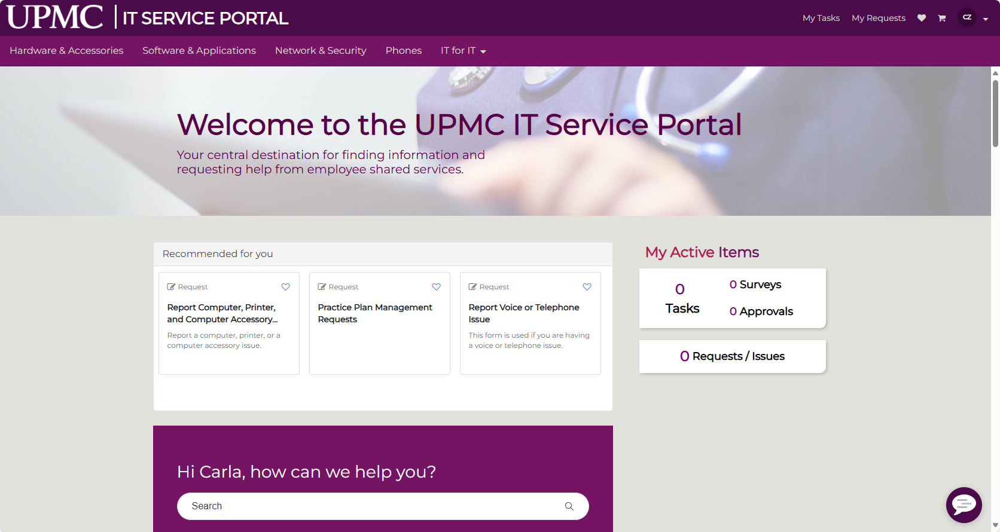 UPMC | IT SERVICE PORTAL
My Tasks My Requests CZ
Hardware & Accessories Software & Applications Network & Security Phones IT for IT
Welcome to the UPMC IT Service Portal
Your central destination for finding information and
requesting help from employee shared services.
Recommended for you
Request
Report Computer, Printer,
and Computer Accessory...
Report a computer, printer, or a
computer accessory issue.
Request
Practice Plan Management
Requests
Request
Report Voice or Telephone
Issue
This form is used if you are having
a voice or telephone issue.
My Active Items
0
Tasks
0 Surveys
0 Approvals
0 Requests / Issues
Hi Carla, how can we help you?
Search